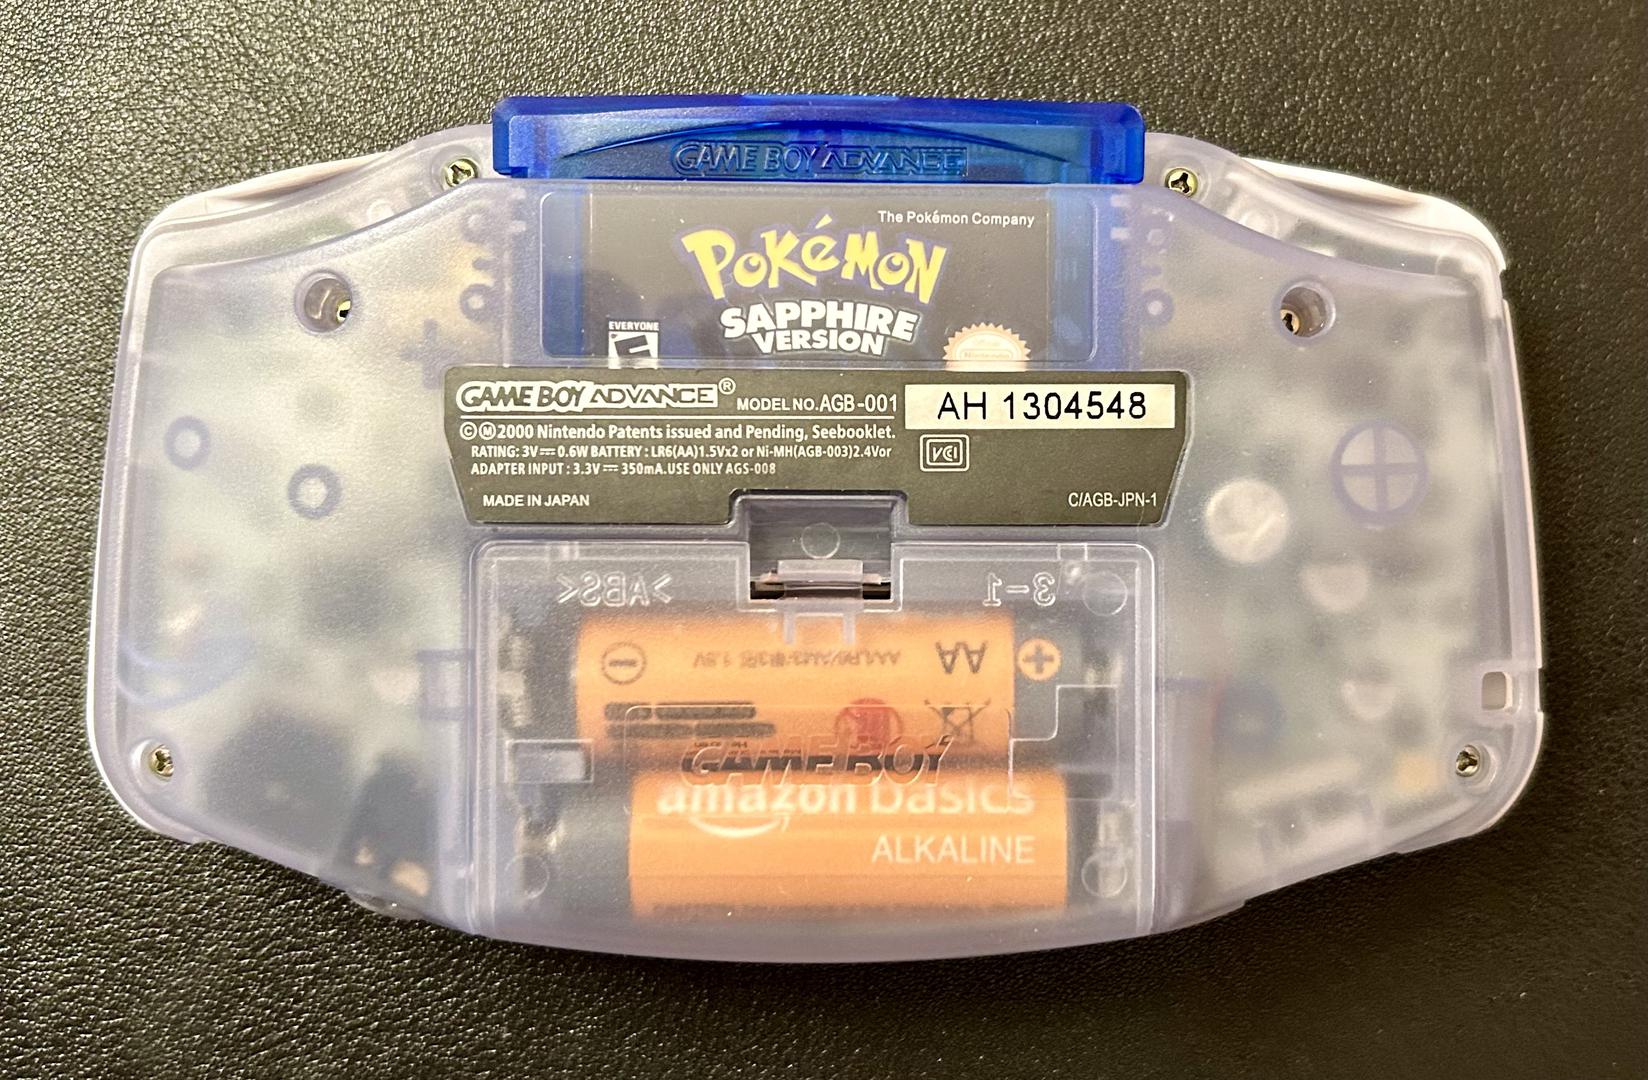 GAME BOY ADVANCE
The Pokémon Company
POKéMON
SAPPHIRE
VERSION
EVERYONE
E
Nintendo
GAME BOY ADVANCE® MODEL NO.AGB-001
AH 1304548
©Ⓜ2000 Nintendo Patents issued and Pending, Seebooklet.
RATING: 3V⎓0.6W BATTERY : LR6(AA)1.5Vx2 or Ni-MH(AGB-003)2.4Vor
ADAPTER INPUT : 3.3V⎓350mA.USE ONLY AGS-008
VCI
MADE IN JAPAN
C/AGB-JPN-1
>ABS<
3-1
AA
GAME BOY
amazon basics
ALKALINE